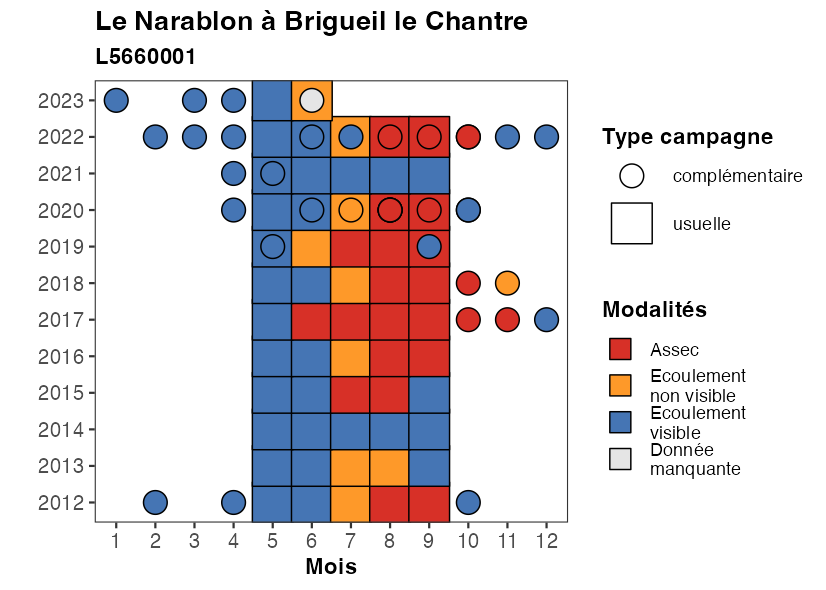 Le Narablon à Brigueil le Chantre
L5660001
2023
2022
2021
2020
2019
2018
2017
2016
2015
2014
2013
2012
1 2 3 4 5 6 7 8 9 10 11 12
Mois
Type campagne
complémentaire
usuelle
Modalités
Assec
Ecoulement
non visible
Ecoulement
visible
Donnée
manquante